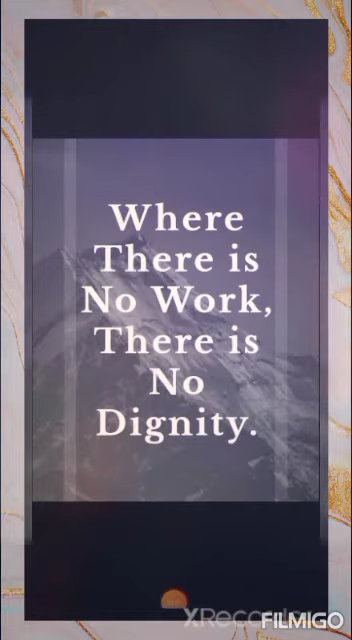 Where
There is
No Work,
There is
No
Dignity.
FILMIGO